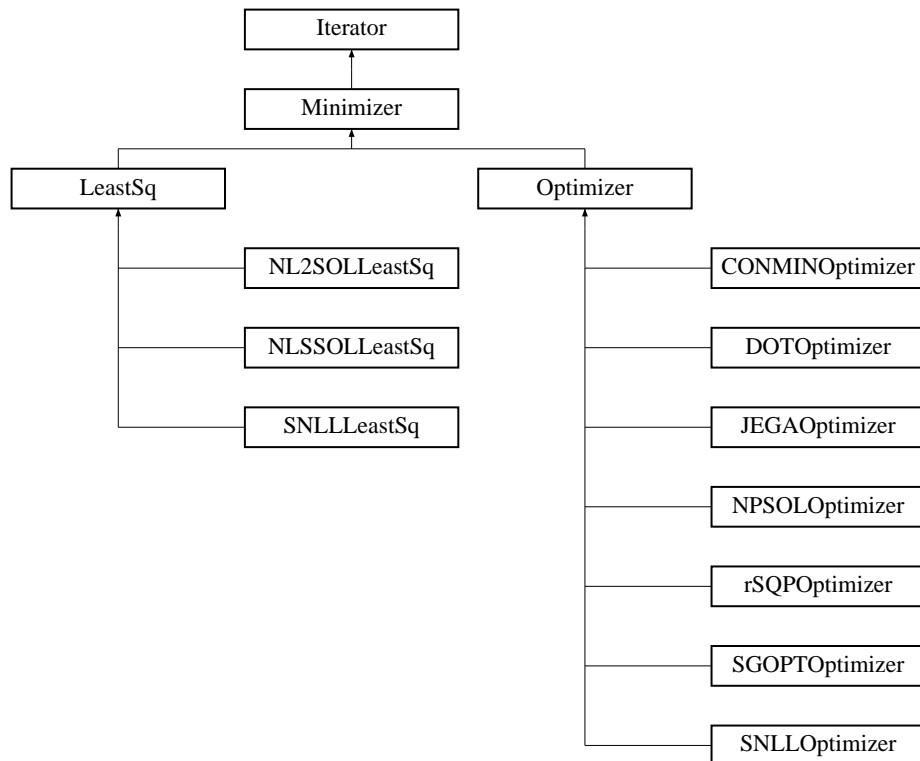 Iterator
Minimizer
LeastSq
Optimizer
NL2SOLLeastSq
CONMINOptimizer
NLSSOLLeastSq
DOTOptimizer
SNLLLeastSq
JEGAOptimizer
NPSOLOptimizer
rSQPOptimizer
SGOPTOptimizer
SNLLOptimizer